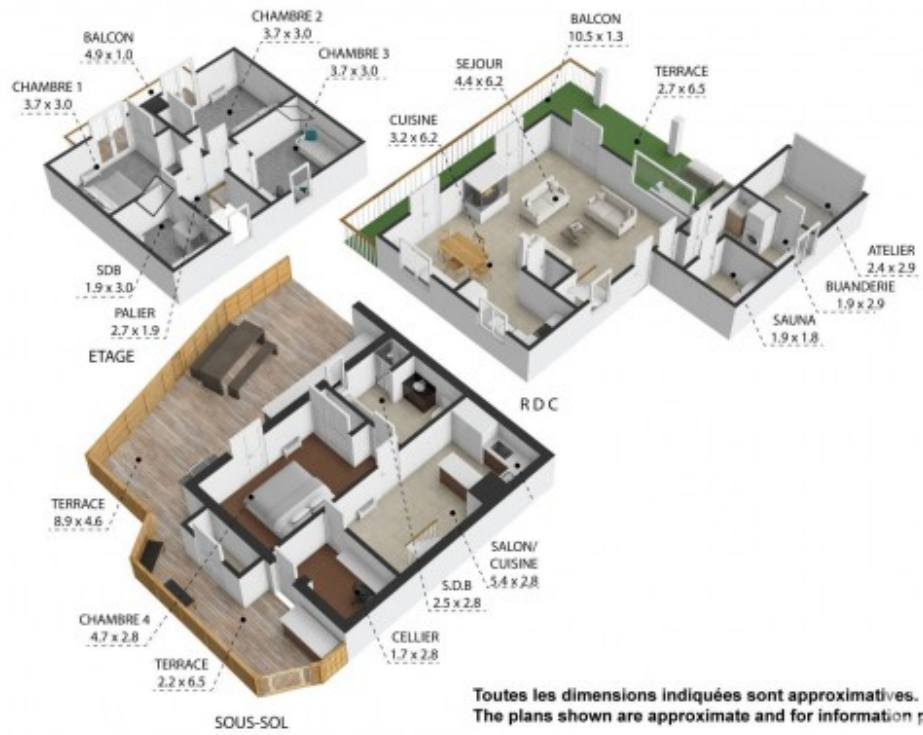 CHAMBRE 2
3.7 x 3.0
BALCON
4.9 x 1.0
CHAMBRE 3
3.7 x 3.0
CHAMBRE 1
3.7 x 3.0
SDB
1.9 x 3.0
PALIER
2.7 x 1.9
ETAGE
BALCON
10.5 x 1.3
SEJOUR
4.4 x 6.2
TERRACE
2.7 x 6.5
CUISINE
3.2 x 6.2
ATELIER
2.4 x 2.9
BUANDERIE
1.9 x 2.9
SAUNA
1.9 x 1.8
R D C
TERRACE
8.9 x 4.6
SALON/
CUISINE
5.4 x 2.8
S.D.B
2.5 x 2.8
CHAMBRE 4
4.7 x 2.8
CELLIER
1.7 x 2.8
TERRACE
2.2 x 6.5
SOUS-SOL
Toutes les dimensions indiquées sont approximatives.
The plans shown are approximate and for information p